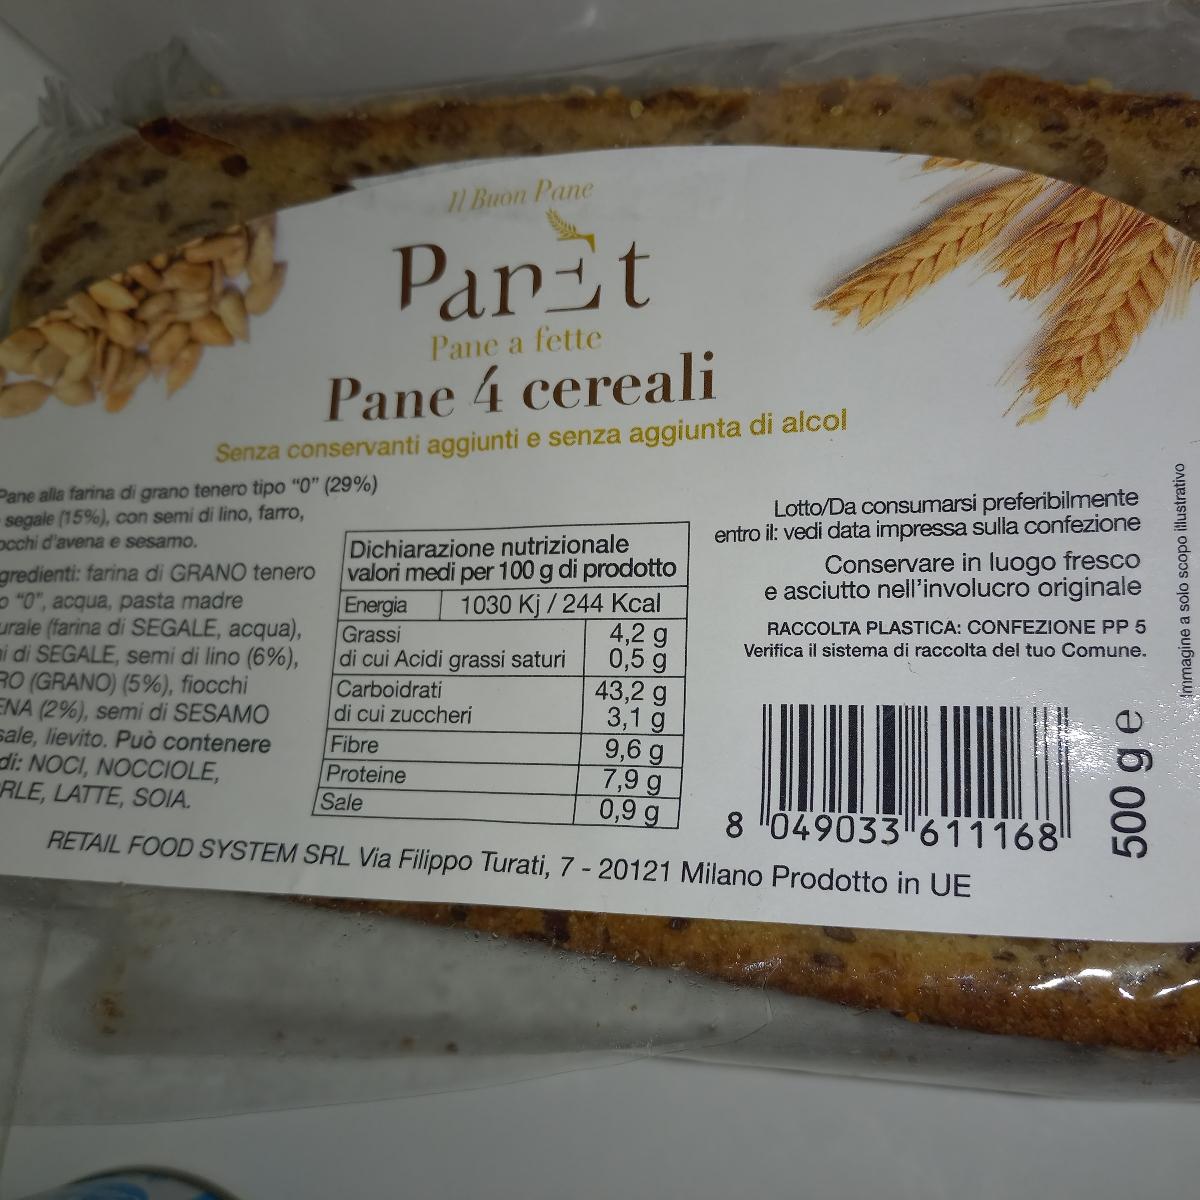 Il Buon Pane
Panèt
Pane a fette
Pane 4 cereali
Senza conservanti aggiunti e senza aggiunta di alcol
Pane alla farina di grano tenero tipo "0" (29%)
segale (15%), con semi di lino, farro,
occhi d'avena e sesamo.
gredienti: farina di GRANO tenero
o "0", acqua, pasta madre
urale (farina di SEGALE, acqua),
i di SEGALE, semi di lino (6%),
RO (GRANO) (5%), fiocchi
ENA (2%), semi di SESAMO
sale, lievito. Può contenere
di: NOCI, NOCCIOLE,
RLE, LATTE, SOIA.
Dichiarazione nutrizionale
valori medi per 100 g di prodotto
Energia 1030 Kj / 244 Kcal
Grassi 4,2 g
di cui Acidi grassi saturi 0,5 g
Carboidrati 43,2 g
di cui zuccheri 3,1 g
Fibre 9,6 g
Proteine 7,9 g
Sale 0,9 g
Lotto/Da consumarsi preferibilmente
entro il: vedi data impressa sulla confezione
Conservare in luogo fresco
e asciutto nell'involucro originale
RACCOLTA PLASTICA: CONFEZIONE PP 5
Verifica il sistema di raccolta del tuo Comune.
8 049033 611168
500 g e
Immagine a solo scopo illustrativo
RETAIL FOOD SYSTEM SRL Via Filippo Turati, 7 - 20121 Milano Prodotto in UE